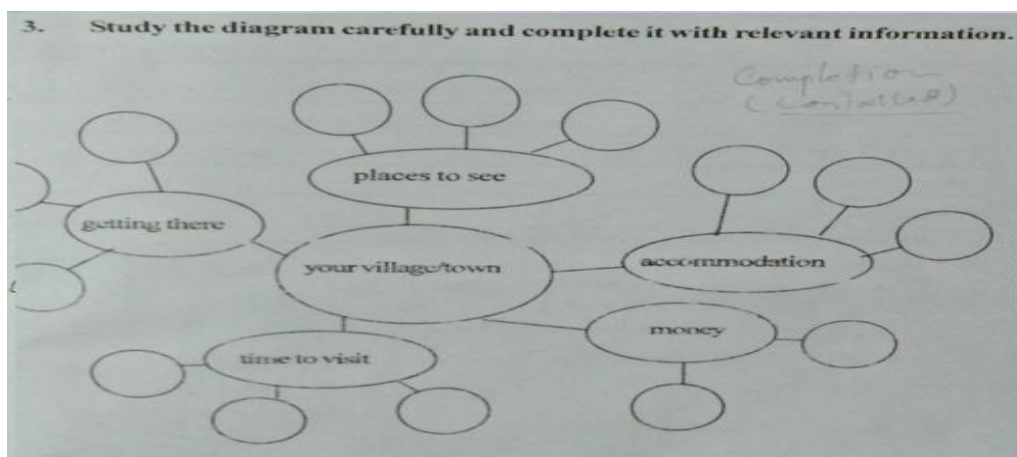 3. Study the diagram carefully and complete it with relevant information.
Completion
places to see
getting there
your village/town
accommodation
money
time to visit